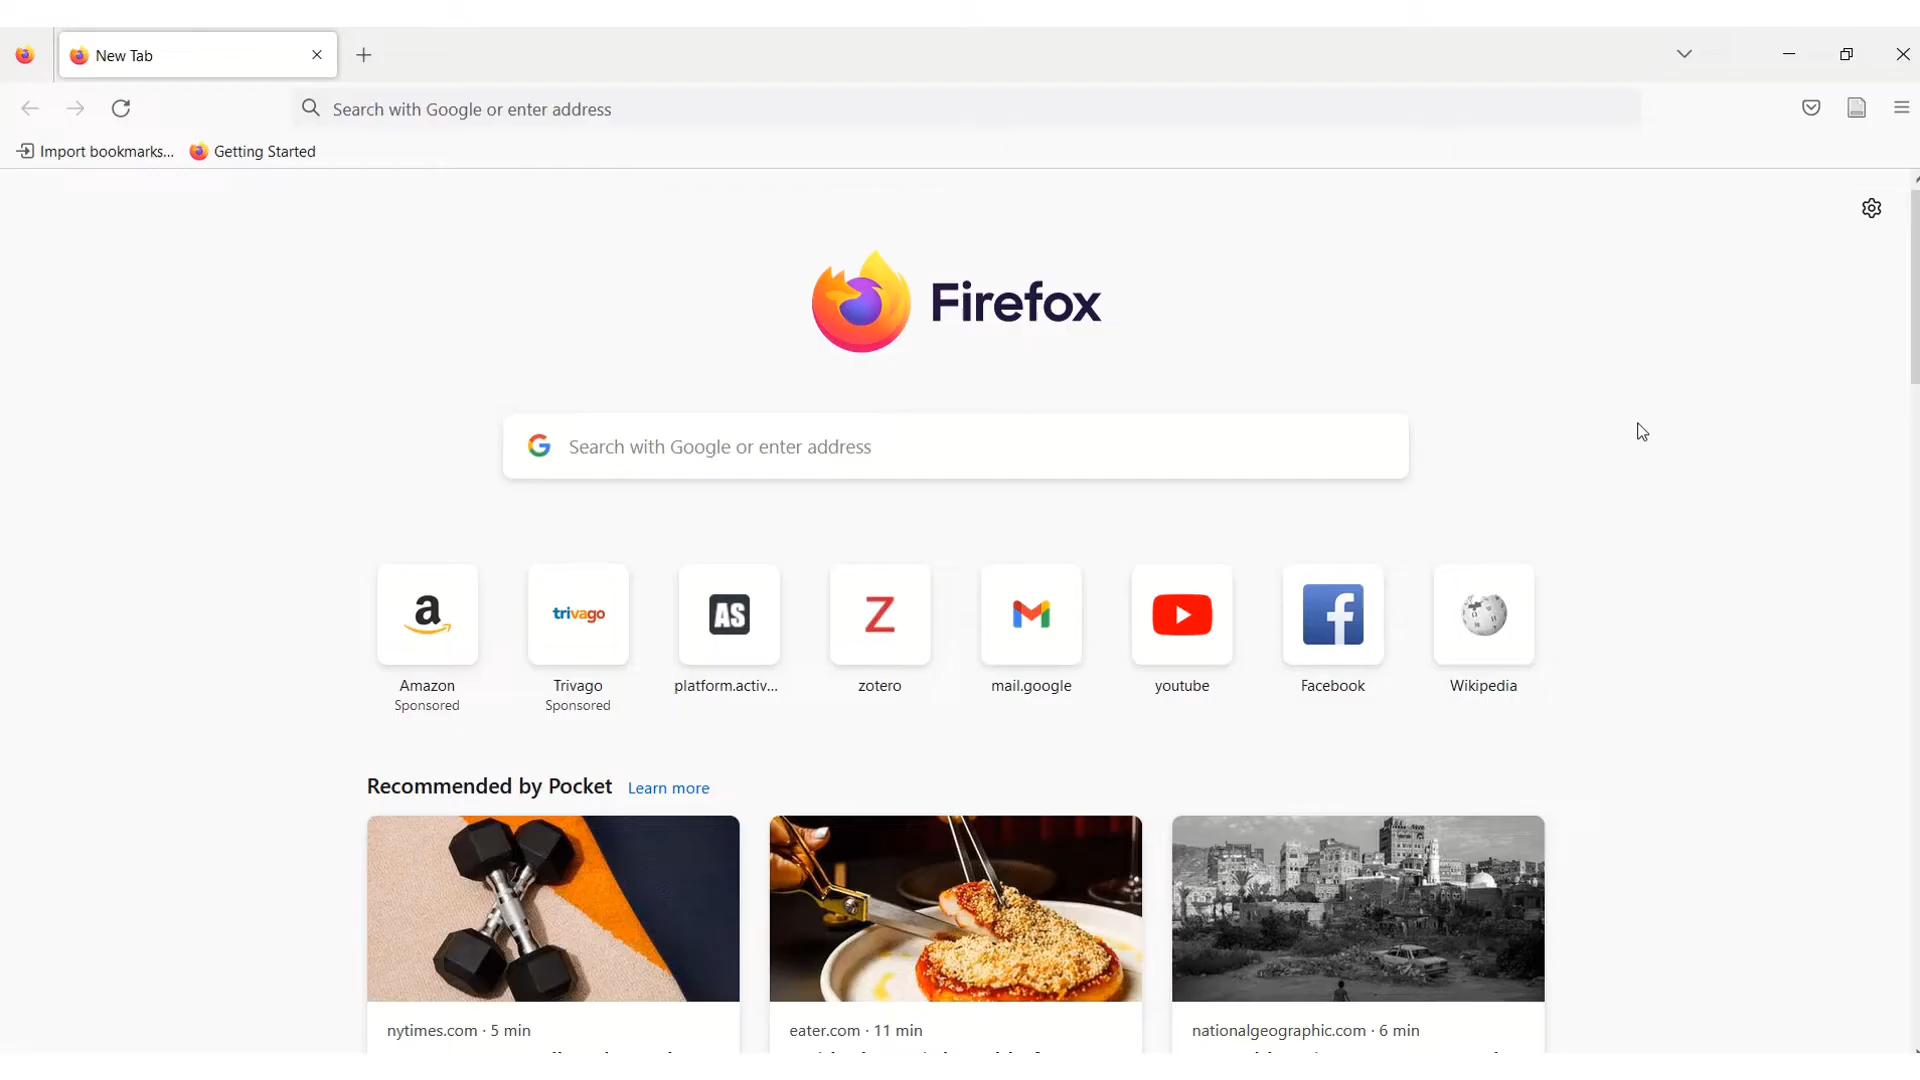 New Tab
Search with Google or enter address
Import bookmarks... Getting Started
Firefox
Search with Google or enter address
AS trivago
Amazon Trivago platform.activ... zotero mail.google youtube Facebook Wikipedia
Sponsored Sponsored
Recommended by Pocket Learn more
nytimes.com · 5 min eater.com · 11 min nationalgeographic.com · 6 min